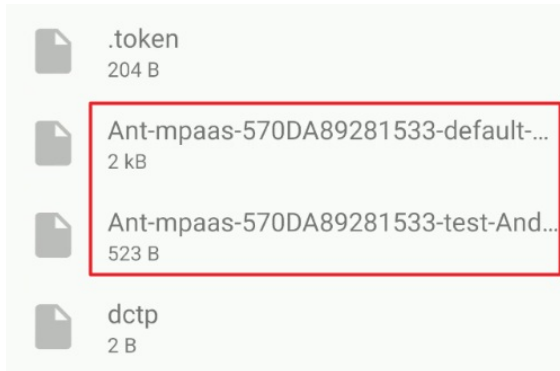 .token
204 B
Ant-mpaas-570DA89281533-default-...
2 kB
Ant-mpaas-570DA89281533-test-And...
523 B
dctp
2 B